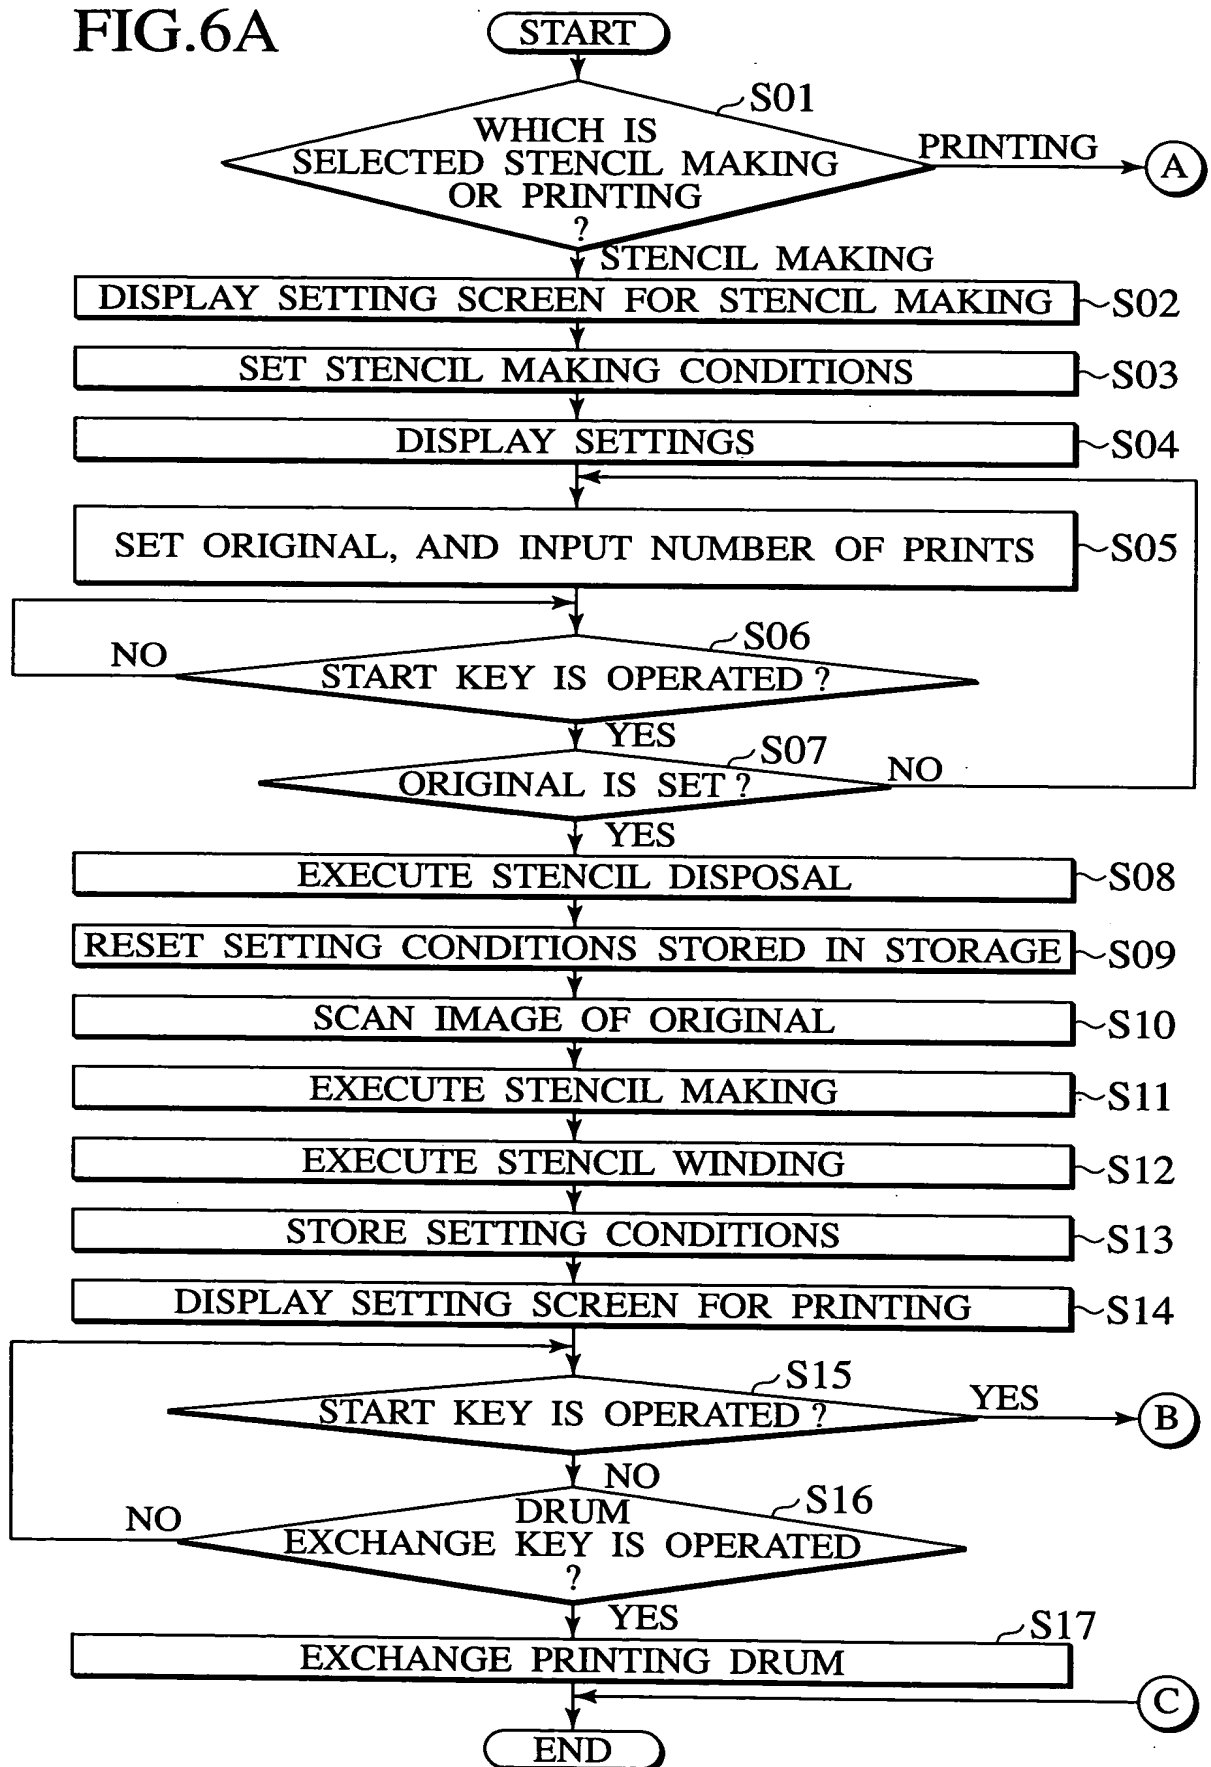 FIG.6A
START
S01
WHICH IS
SELECTED STENCIL MAKING
OR PRINTING
?
PRINTING
A
STENCIL MAKING
DISPLAY SETTING SCREEN FOR STENCIL MAKING
S02
SET STENCIL MAKING CONDITIONS
S03
DISPLAY SETTINGS
S04
SET ORIGINAL, AND INPUT NUMBER OF PRINTS
S05
S06
NO
START KEY IS OPERATED ?
YES
S07
ORIGINAL IS SET ?
NO
YES
EXECUTE STENCIL DISPOSAL
S08
RESET SETTING CONDITIONS STORED IN STORAGE
S09
SCAN IMAGE OF ORIGINAL
S10
EXECUTE STENCIL MAKING
S11
EXECUTE STENCIL WINDING
S12
STORE SETTING CONDITIONS
S13
DISPLAY SETTING SCREEN FOR PRINTING
S14
S15
START KEY IS OPERATED ?
YES
B
NO
S16
NO
DRUM
EXCHANGE KEY IS OPERATED
?
YES
S17
EXCHANGE PRINTING DRUM
C
END